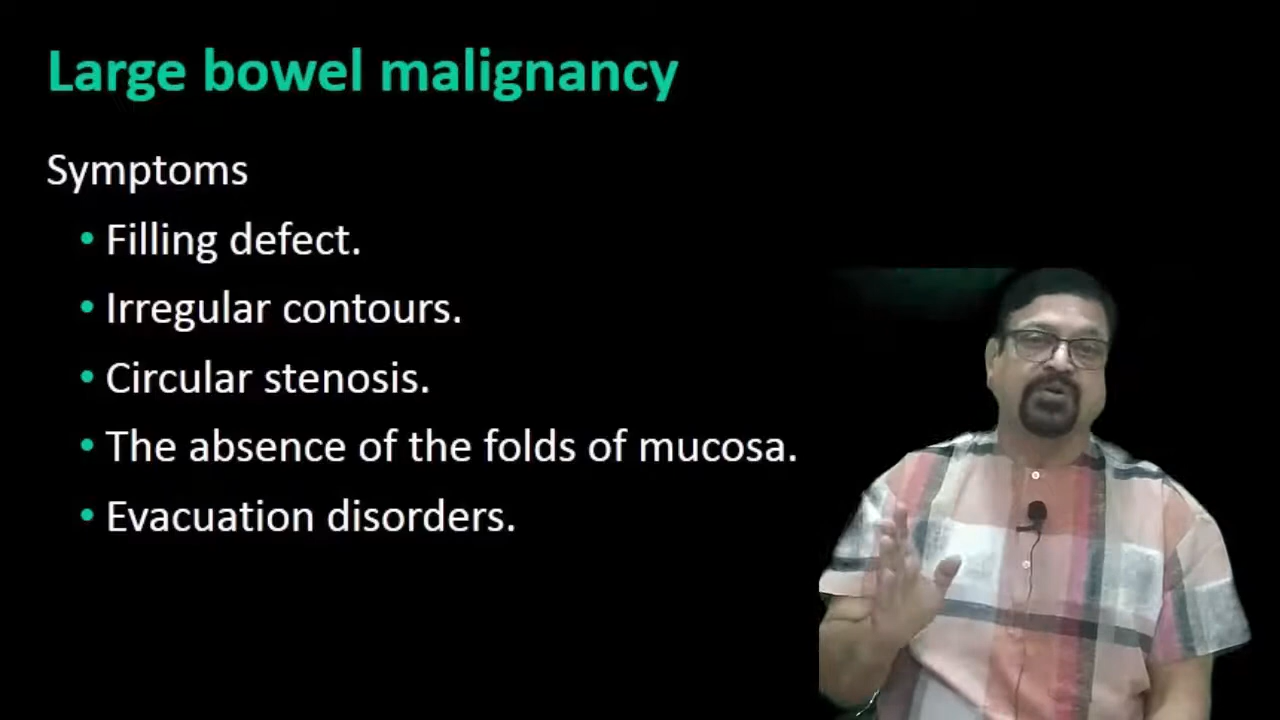 Large bowel malignancy
Symptoms
• Filling defect.
• Irregular contours.
• Circular stenosis.
• The absence of the folds of mucosa.
• Evacuation disorders.